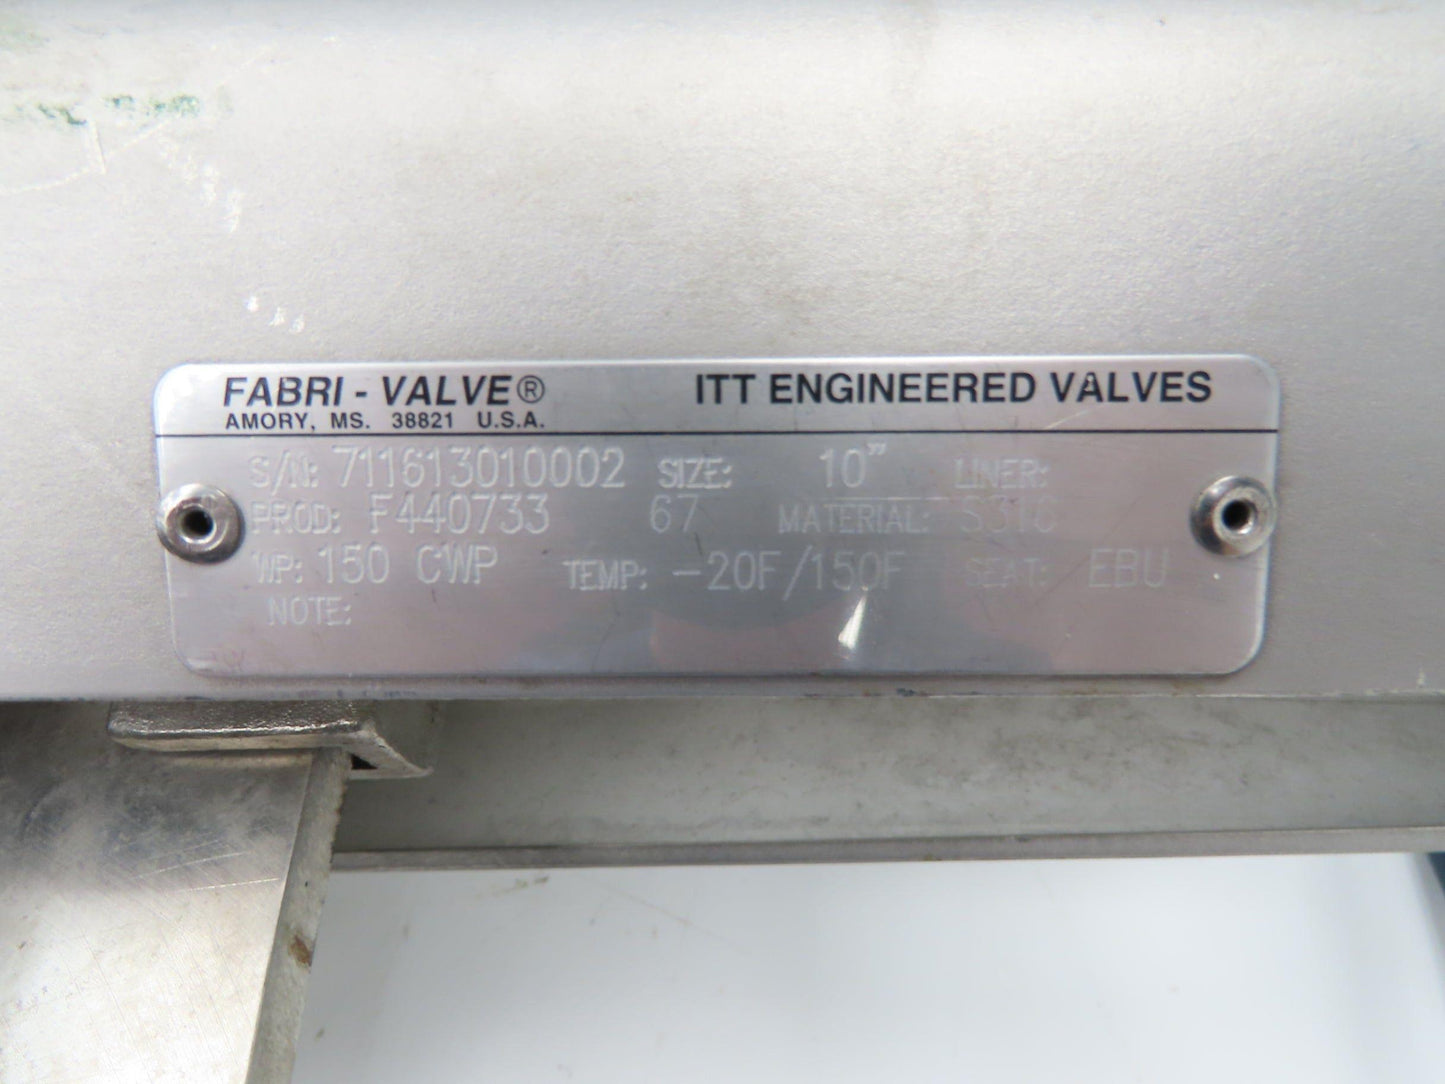 FABRI - VALVE® ITT ENGINEERED VALVES
AMORY, MS. 38821 U.S.A.
S/N: 711613010002 SIZE: 10" LINER:
PROD: F440733 67 MATERIAL: S31C
WP: 150 CWP TEMP: -20F/150F SEAT: EBU
NOTE: